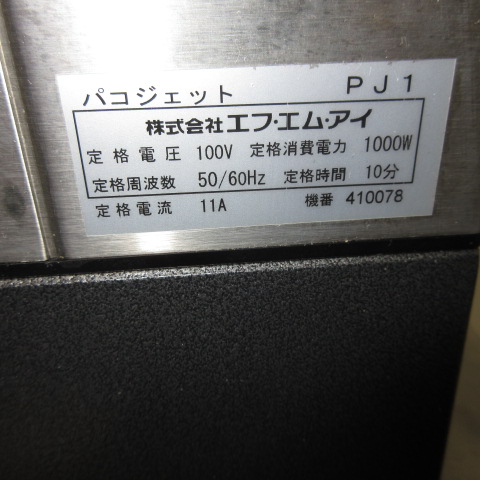 パコジェット PJ1
株式会社エフ・エム・アイ
定格電圧 100V 定格消費電力 1000W
定格周波数 50/60Hz 定格時間 10分
定格電流 11A 機番 410078